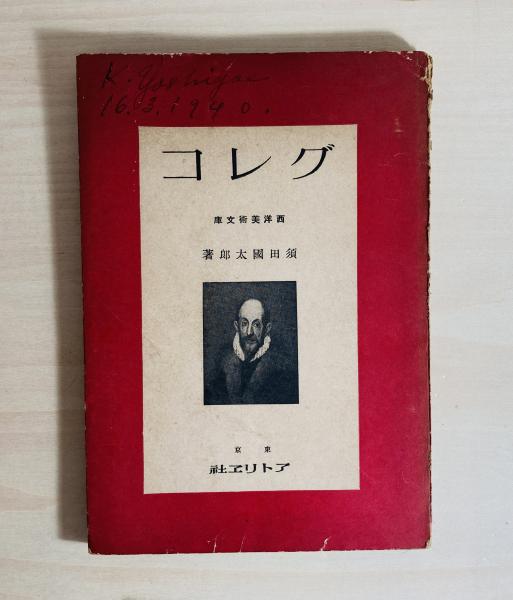 K.
16.3.1940.
グレコ
西洋美術文庫
須田國太郎著
東京
アトリヱ社